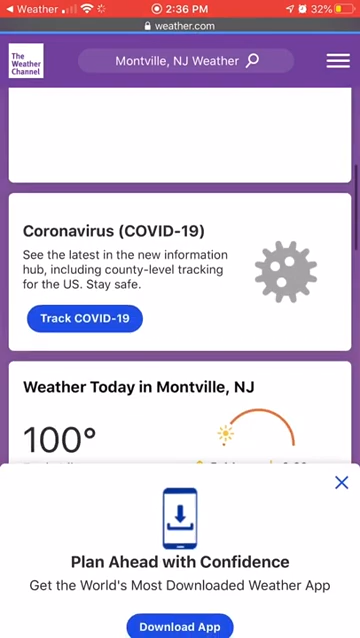 Weather
2:36 PM
32%
weather.com
The
Weather
Channel
Montville, NJ Weather
Coronavirus (COVID-19)
See the latest in the new information
hub, including county-level tracking
for the US. Stay safe.
Track COVID-19
Weather Today in Montville, NJ
100°
Plan Ahead with Confidence
Get the World's Most Downloaded Weather App
Download App